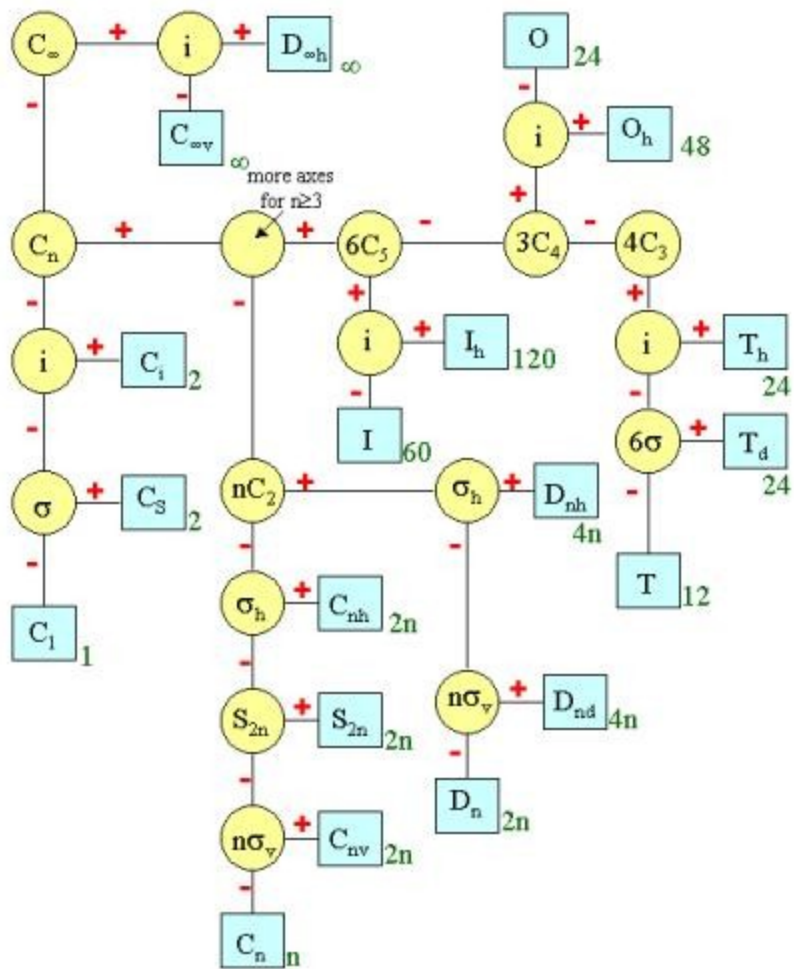 C∞ + i + D∞h ∞
O 24
-
-
-
C∞v ∞
i + Oh 48
more axes
for n≥3
+
Cn + + 6C5 - 3C4 - 4C3
-
-
+
+
i + Ci 2
i + Ih 120
i + Th 24
-
-
-
I 60
6σ + Td 24
σ + CS 2
nC2 + σh + Dnh 4n
-
-
-
-
T 12
C1 1
σh + Cnh 2n
-
S2n + S2n 2n
nσv + Dnd 4n
-
-
Dn 2n
nσv + Cnv 2n
-
Cn n